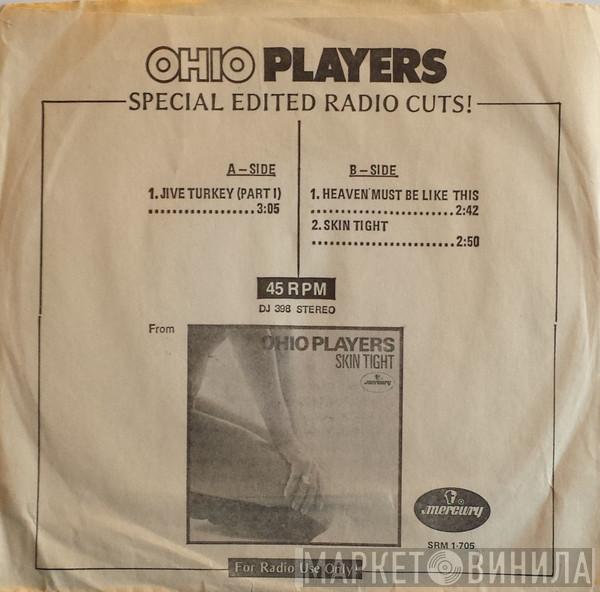 OHIO PLAYERS
SPECIAL EDITED RADIO CUTS!
A-SIDE
1. JIVE TURKEY (PART I)
....................3:05
B-SIDE
1. HEAVEN MUST BE LIKE THIS
..........................2:42
2. SKIN TIGHT
..........................2:50
45 RPM
DJ 398 STEREO
From
OHIO PLAYERS
SKIN TIGHT
mercury
mercury
SRM 1-705
For Radio Use Only
МАРКЕТ ВИНИЛА